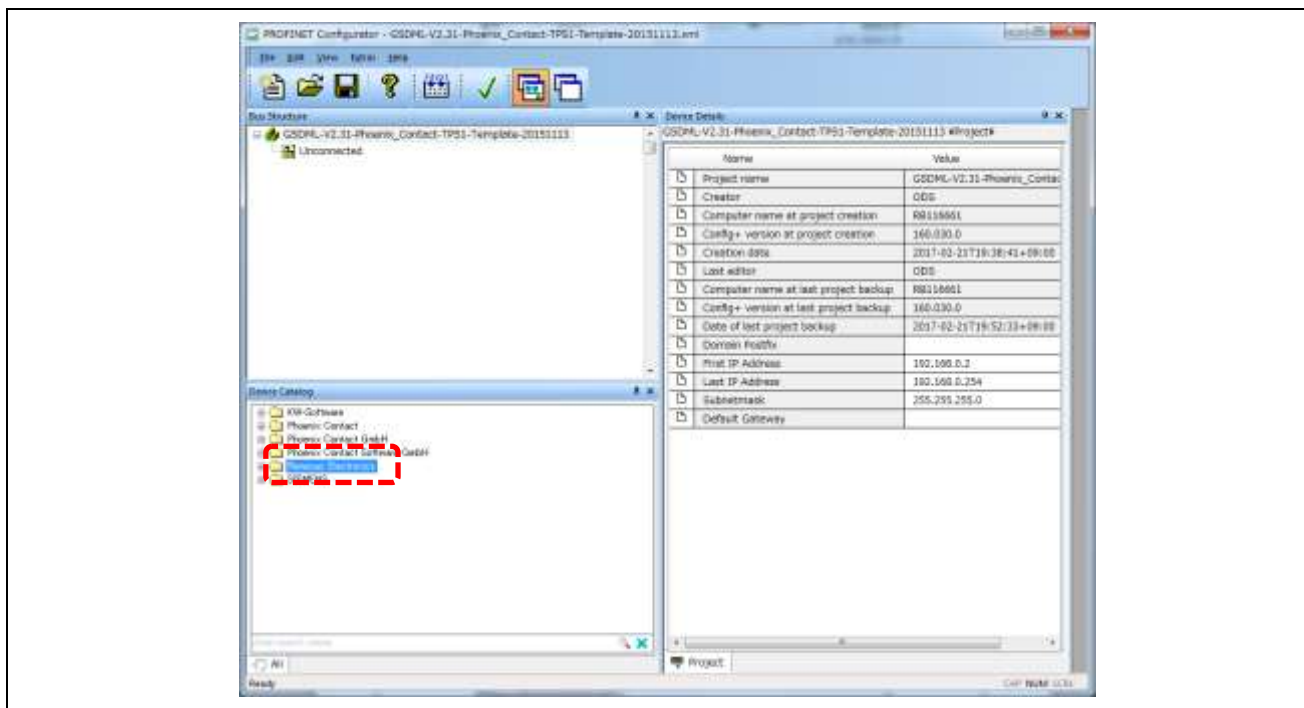 PROFINET Configurator - GSDML-V2.31-Phoenix_Contact-TPS1-Template-20151113.xml
File Edit View Extras Help
Bus Structure
GSDML-V2.31-Phoenix_Contact-TPS1-Template-20151113
Unconnected
Device Catalog
KW-Software
Phoenix Contact
Phoenix Contact GmbH
Phoenix Contact Software GmbH
Renesas Electronics
SIEMENS
All
Ready
Device Details
GSDML-V2.31-Phoenix_Contact-TPS1-Template-20151113 #Project#
Name Value
Project name GSDML-V2.31-Phoenix_Contac
Creator ODS
Computer name at project creation RB116661
Config+ version at project creation 160.030.0
Creation date 2017-02-21T19:38:41+09:00
Last editor ODS
Computer name at last project backup RB116661
Config+ version at last project backup 160.030.0
Date of last project backup 2017-02-21T19:52:33+09:00
Domain Postfix
First IP Address 192.168.0.2
Last IP Address 192.168.0.254
Subnetmask 255.255.255.0
Default Gateway
Project
CAP NUM SCRL